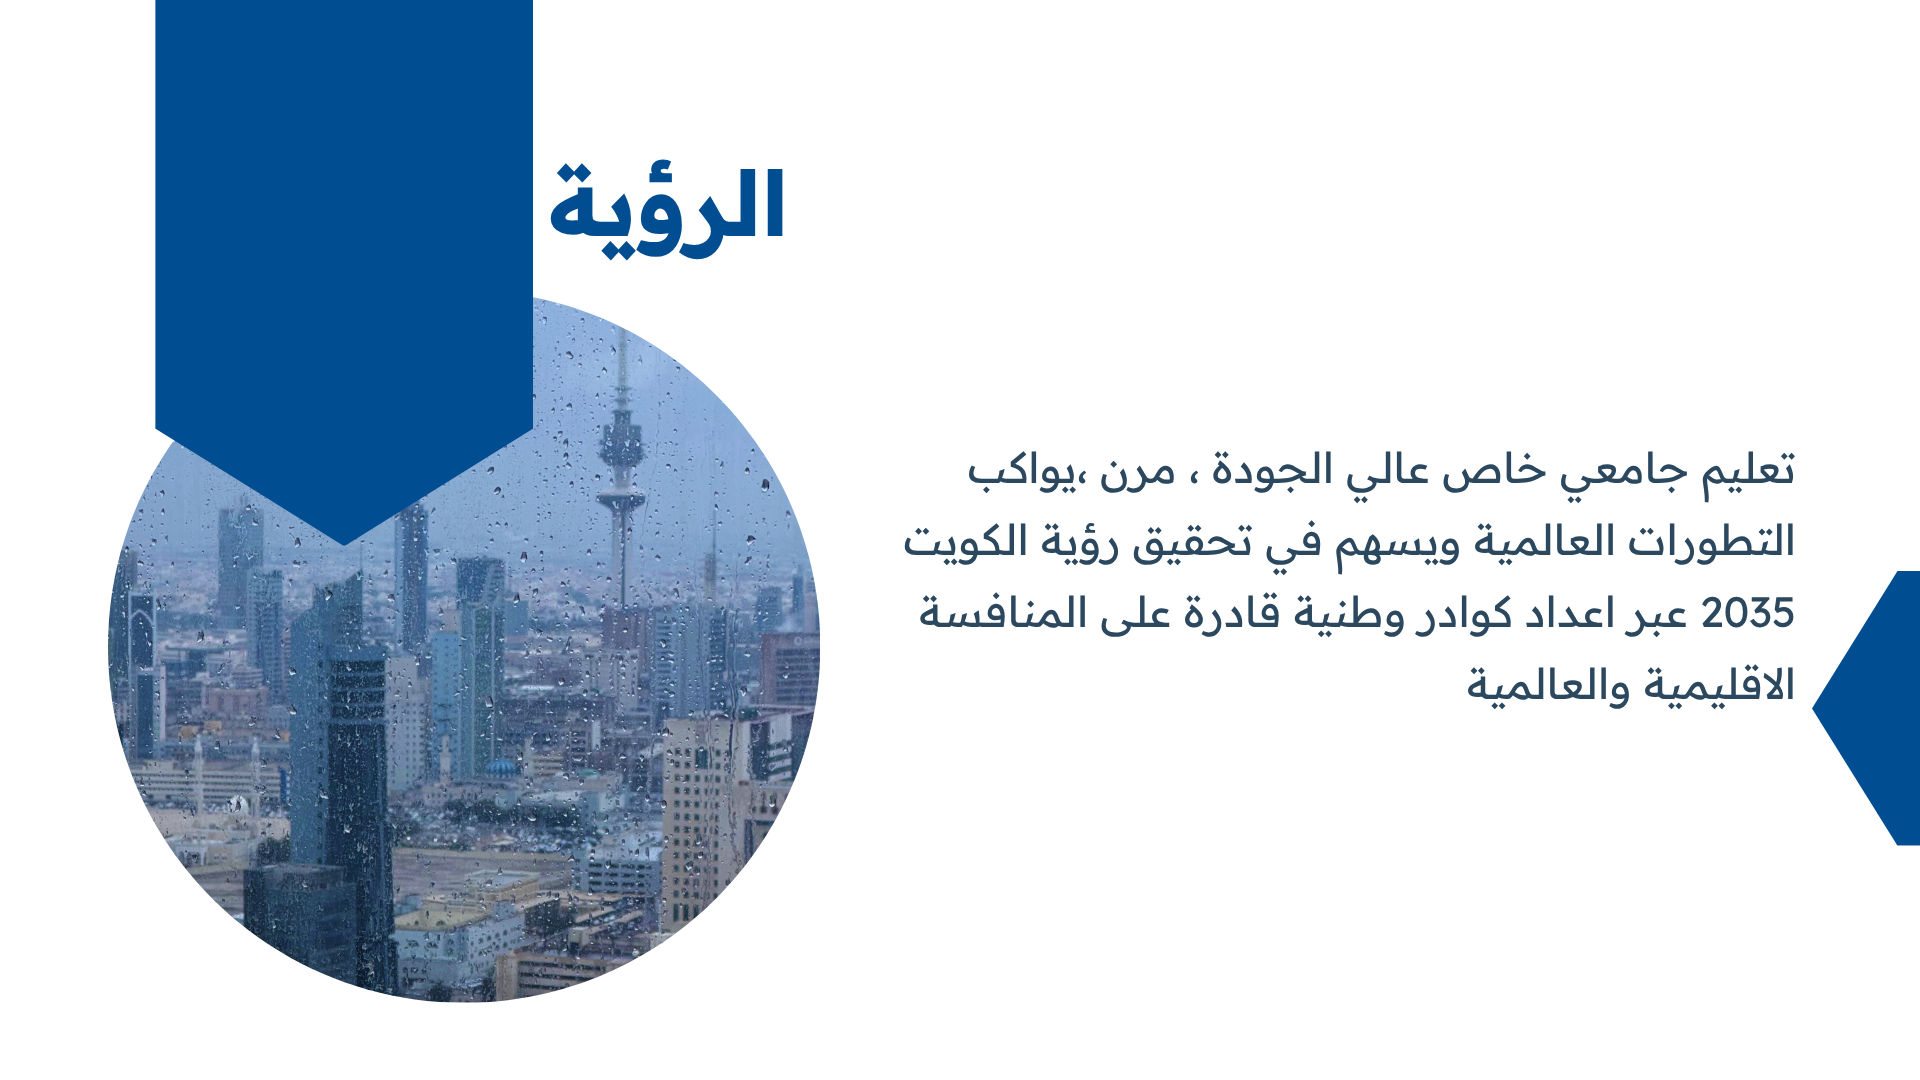 الرؤية
تعليم جامعي خاص عالي الجودة ، مرن ،يواكب
التطورات العالمية ويسهم في تحقيق رؤية الكويت
2035 عبر اعداد كوادر وطنية قادرة على المنافسة
الاقليمية والعالمية